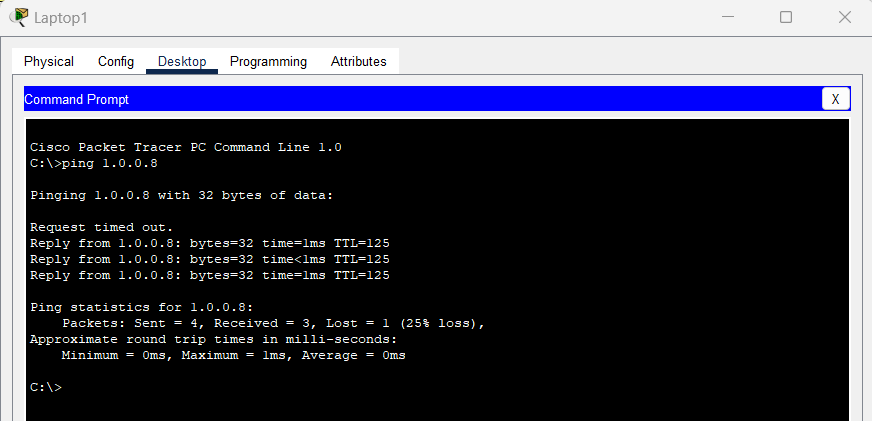 Laptop1
Physical Config Desktop Programming Attributes
Command Prompt X
Cisco Packet Tracer PC Command Line 1.0
C:\>ping 1.0.0.8
Pinging 1.0.0.8 with 32 bytes of data:
Request timed out.
Reply from 1.0.0.8: bytes=32 time=1ms TTL=125
Reply from 1.0.0.8: bytes=32 time<1ms TTL=125
Reply from 1.0.0.8: bytes=32 time=1ms TTL=125
Ping statistics for 1.0.0.8:
    Packets: Sent = 4, Received = 3, Lost = 1 (25% loss),
Approximate round trip times in milli-seconds:
    Minimum = 0ms, Maximum = 1ms, Average = 0ms
C:\>